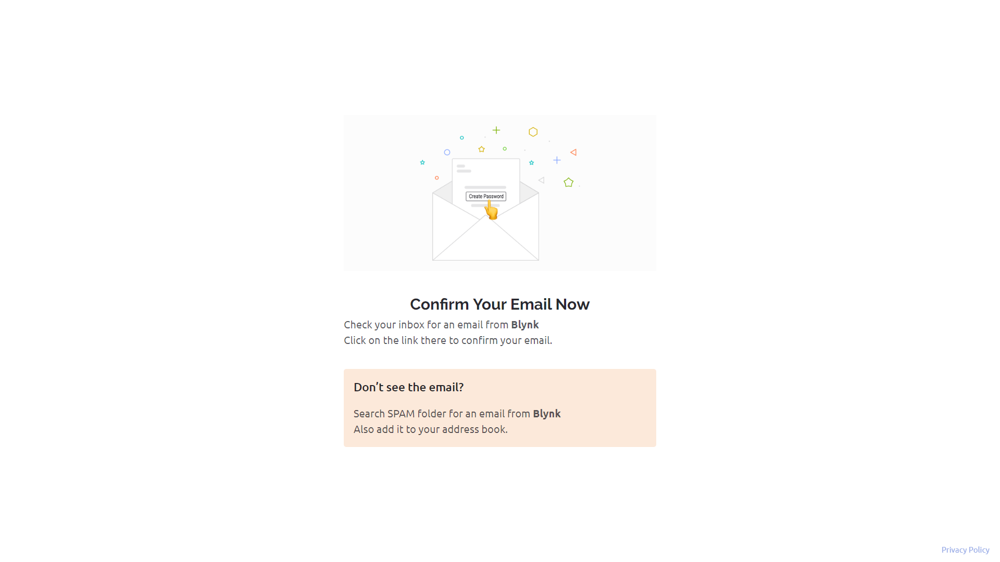 Create Password
Confirm Your Email Now
Check your inbox for an email from Blynk
Click on the link there to confirm your email.
Don’t see the email?
Search SPAM folder for an email from Blynk
Also add it to your address book.
Privacy Policy